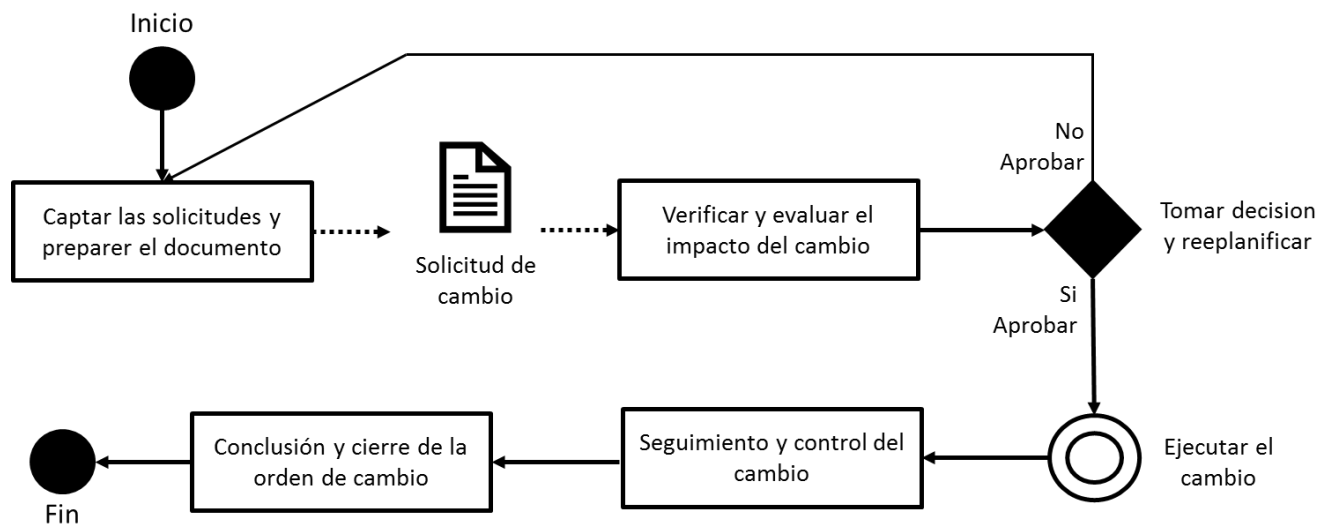 Inicio
No
Aprobar
Captar las solicitudes y
preparer el documento
Solicitud de
cambio
Verificar y evaluar el
impacto del cambio
Tomar decision
y reeplanificar
Si
Aprobar
Ejecutar el
cambio
Seguimiento y control del
cambio
Conclusión y cierre de la
orden de cambio
Fin